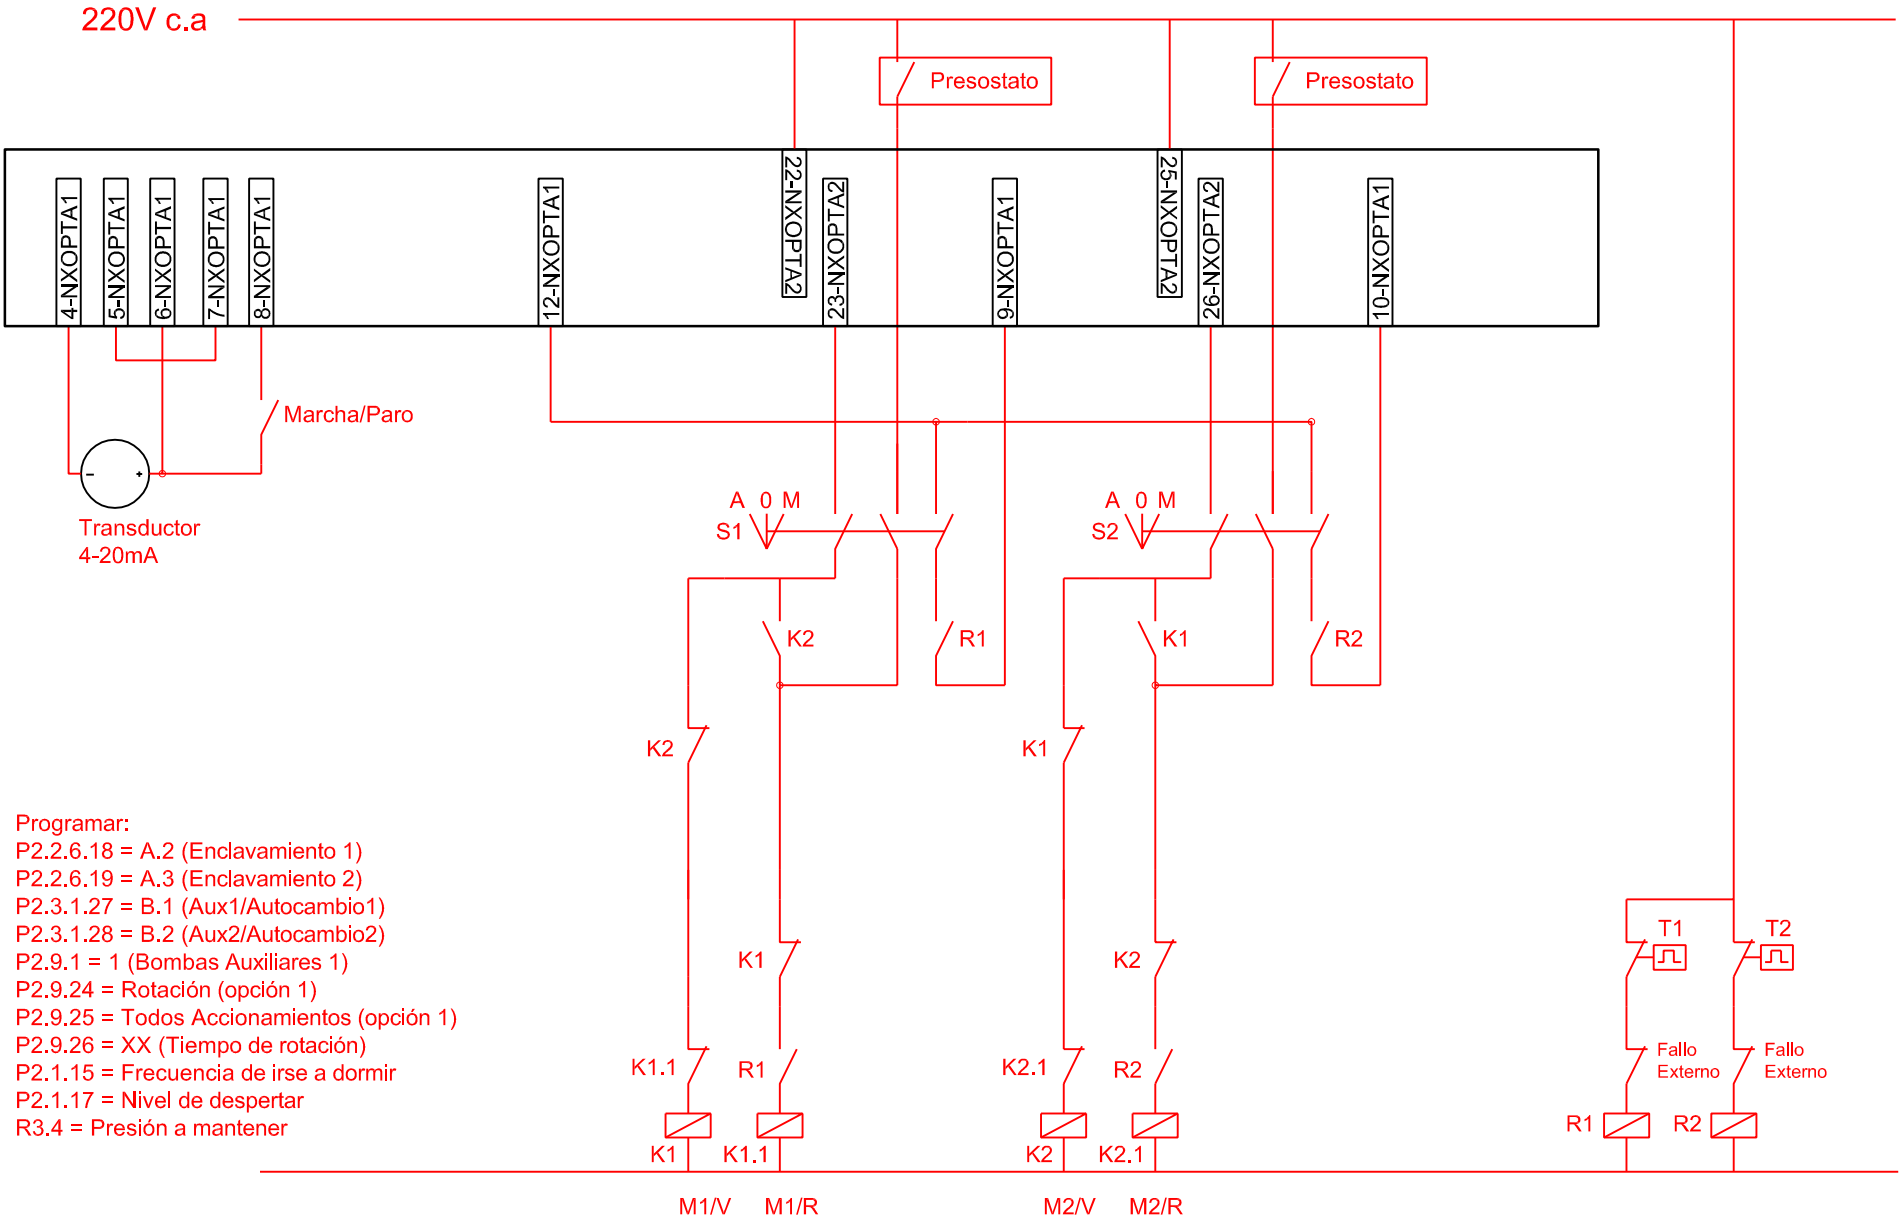 220V c.a
Presostato
Presostato
4-NXOPTA1
5-NXOPTA1
6-NXOPTA1
7-NXOPTA1
8-NXOPTA1
12-NXOPTA1
22-NXOPTA2
23-NXOPTA2
9-NXOPTA1
25-NXOPTA2
26-NXOPTA2
10-NXOPTA1
Marcha/Paro
- +
Transductor
4-20mA
A 0 M
S1
A 0 M
S2
K2
R1
K1
R2
K2
K1
Programar:
P2.2.6.18 = A.2 (Enclavamiento 1)
P2.2.6.19 = A.3 (Enclavamiento 2)
P2.3.1.27 = B.1 (Aux1/Autocambio1)
P2.3.1.28 = B.2 (Aux2/Autocambio2)
P2.9.1 = 1 (Bombas Auxiliares 1)
P2.9.24 = Rotación (opción 1)
P2.9.25 = Todos Accionamientos (opción 1)
P2.9.26 = XX (Tiempo de rotación)
P2.1.15 = Frecuencia de irse a dormir
P2.1.17 = Nivel de despertar
R3.4 = Presión a mantener
K1
K2
T1
T2
K1.1
R1
K2.1
R2
Fallo
Externo
Fallo
Externo
R1
R2
K1
K1.1
K2
K2.1
M1/V
M1/R
M2/V
M2/R